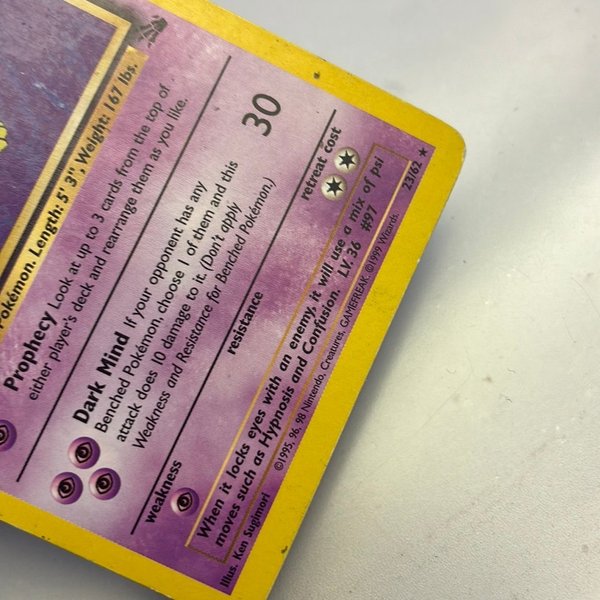 Pokémon. Length: 5' 3", Weight: 167 lbs.
Prophecy Look at up to 3 cards from the top of
either player's deck and rearrange them as you like.
Dark Mind If your opponent has any
Benched Pokémon, choose 1 of them and this
attack does 10 damage to it. (Don't apply
Weakness and Resistance for Benched Pokémon.)
30
weakness
resistance
retreat cost
When it locks eyes with an enemy, it will use a mix of psi
moves such as Hypnosis and Confusion. LV. 36 #97
Illus. Ken Sugimori
©1995, 96, 98 Nintendo, Creatures, GAMEFREAK. ©1999 Wizards.
23/62 ★